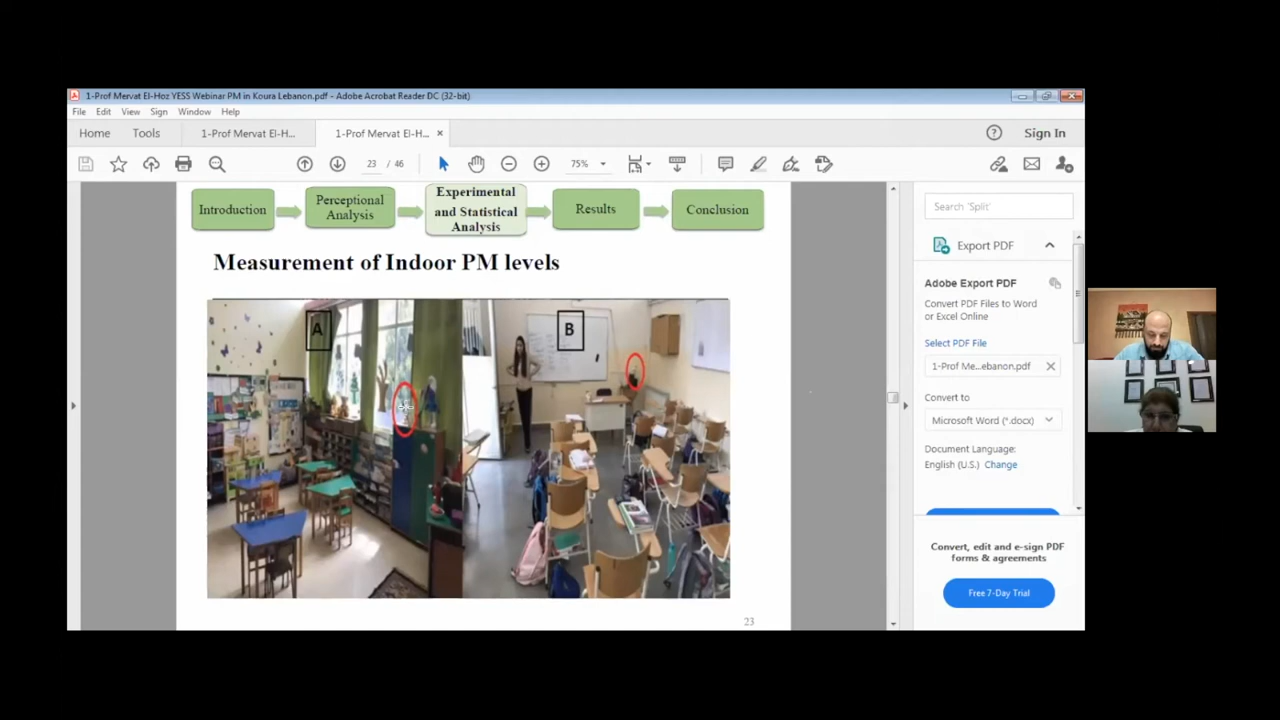 1-Prof Mervat El-Hoz YESS Webinar PM in Koura Lebanon.pdf - Adobe Acrobat Reader DC (32-bit)
File Edit View Sign Window Help
Home Tools 1-Prof Mervat El-H... 1-Prof Mervat El-H... × Sign In
23 / 46 75%
Introduction
Perceptional
Analysis
Experimental
and Statistical
Analysis
Results
Conclusion
Measurement of Indoor PM levels
A
B
23
Search 'Split'
Export PDF
Adobe Export PDF
Convert PDF Files to Word
or Excel Online
Select PDF File
1-Prof Me...ebanon.pdf
Convert to
Microsoft Word (*.docx)
Document Language:
English (U.S.) Change
Convert, edit and e-sign PDF
forms & agreements
Free 7-Day Trial